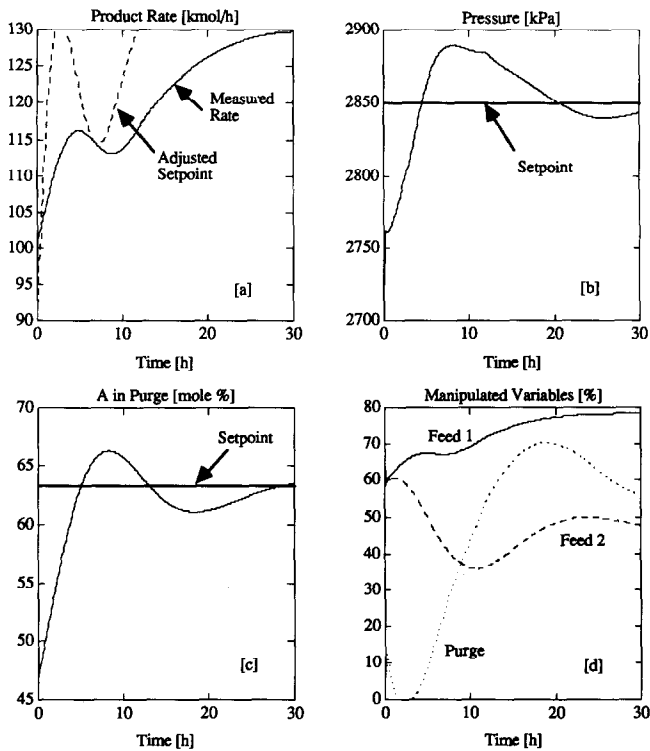 Product Rate [kmol/h]
130
125
120
115
110
105
100
95
90
Measured
Rate
Adjusted
Setpoint
[a]
0
10
20
30
Time [h]
Pressure [kPa]
2900
2850
2800
2750
2700
Setpoint
[b]
0
10
20
30
Time [h]
A in Purge [mole %]
70
65
60
55
50
45
Setpoint
[c]
0
10
20
30
Time [h]
Manipulated Variables [%]
80
70
60
50
40
30
20
10
0
Feed 1
Feed 2
Purge
[d]
0
10
20
30
Time [h]